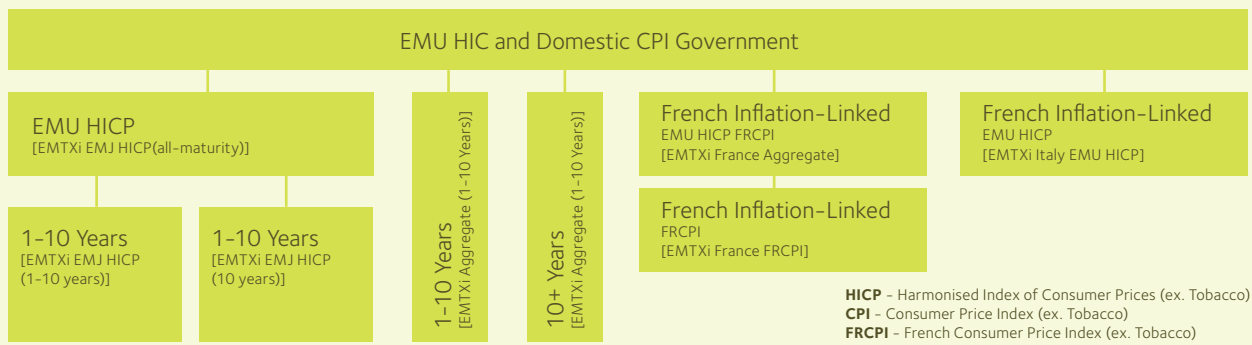 EMU HIC and Domestic CPI Government
EMU HICP
[EMTXi EMJ HICP(all-maturity)]
1-10 Years
[EMTXi EMJ HICP
(1-10 years)]
1-10 Years
[EMTXi EMJ HICP
(10 years)]
1-10 Years
[EMTXi Aggregate (1-10 Years)]
10+ Years
[EMTXi Aggregate (1-10 Years)]
French Inflation-Linked
EMU HICP FRCPI
[EMTXi France Aggregate]
French Inflation-Linked
FRCPI
[EMTXi France FRCPI]
French Inflation-Linked
EMU HICP
[EMTXi Italy EMU HICP]
HICP - Harmonised Index of Consumer Prices (ex. Tobacco)
CPI - Consumer Price Index (ex. Tobacco)
FRCPI - French Consumer Price Index (ex. Tobacco)